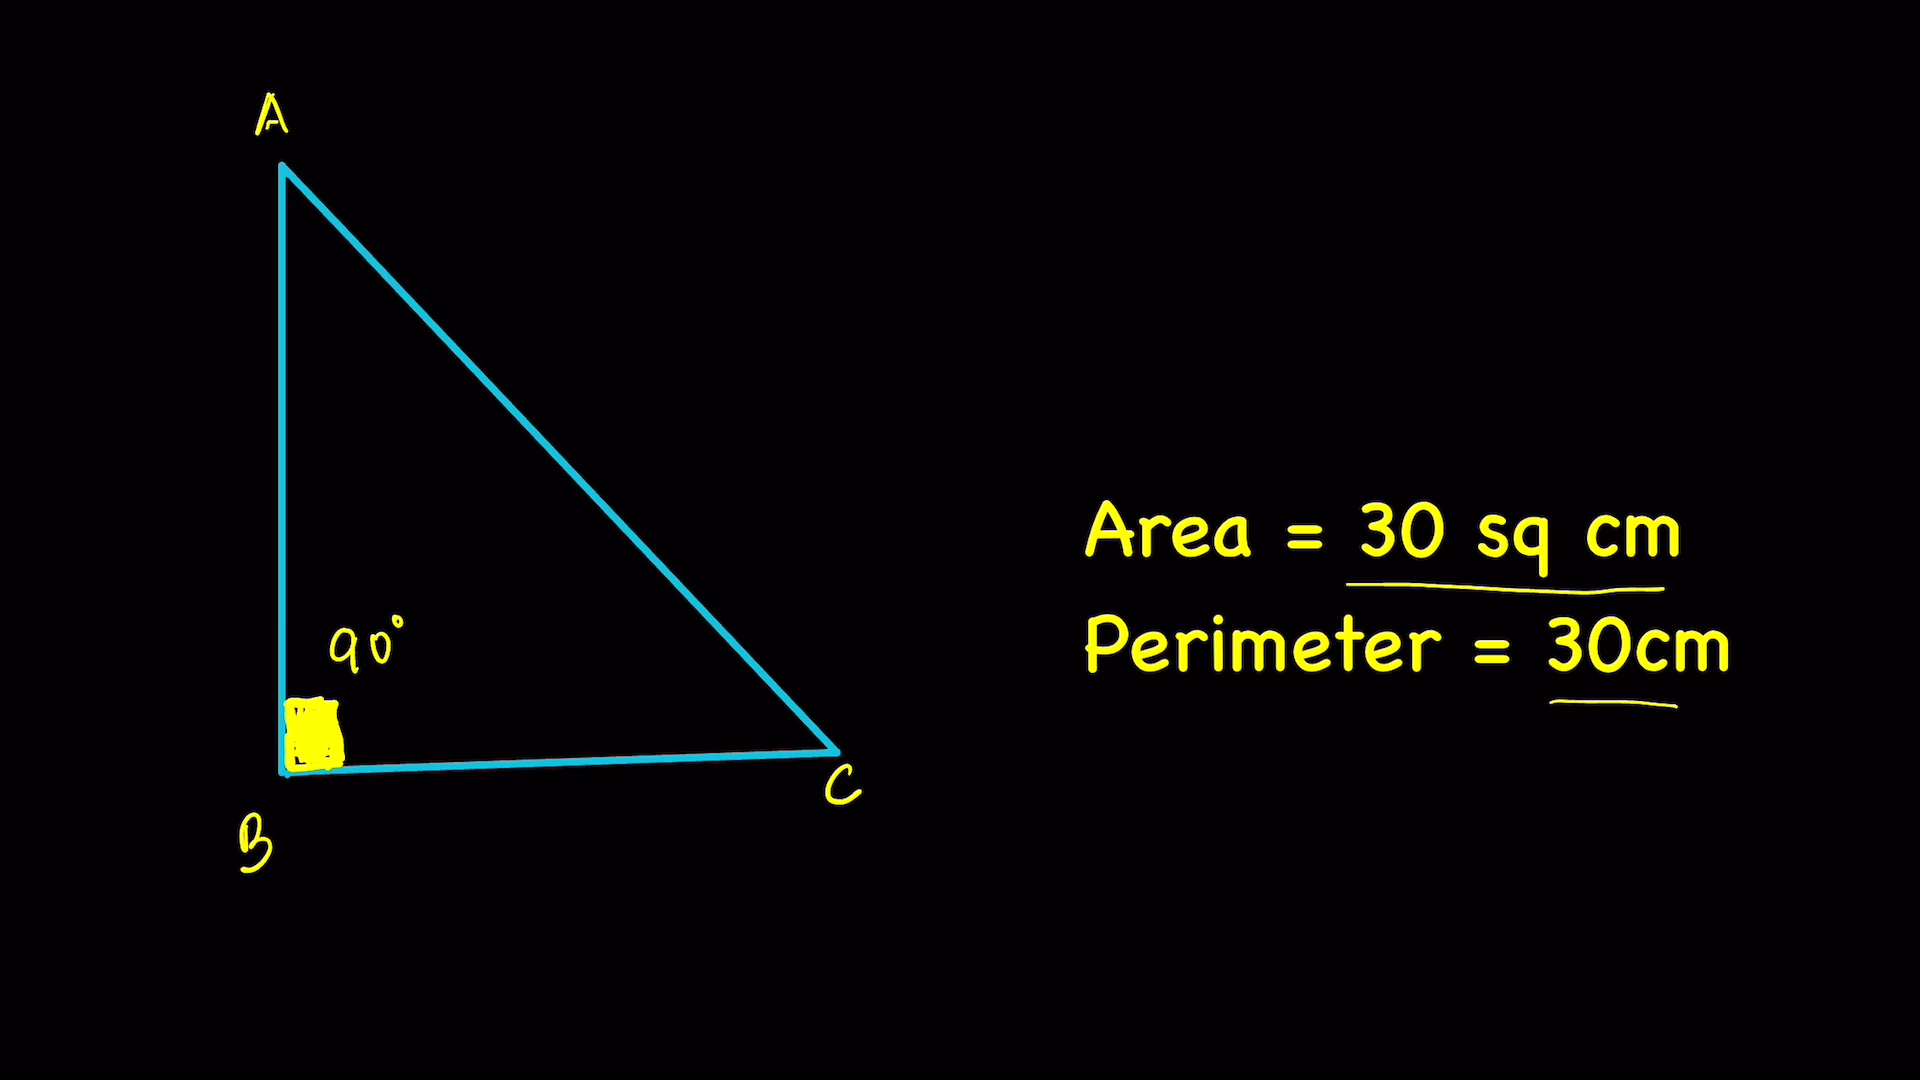 A
90°
Area = 30 sq cm
Perimeter = 30cm
C
B